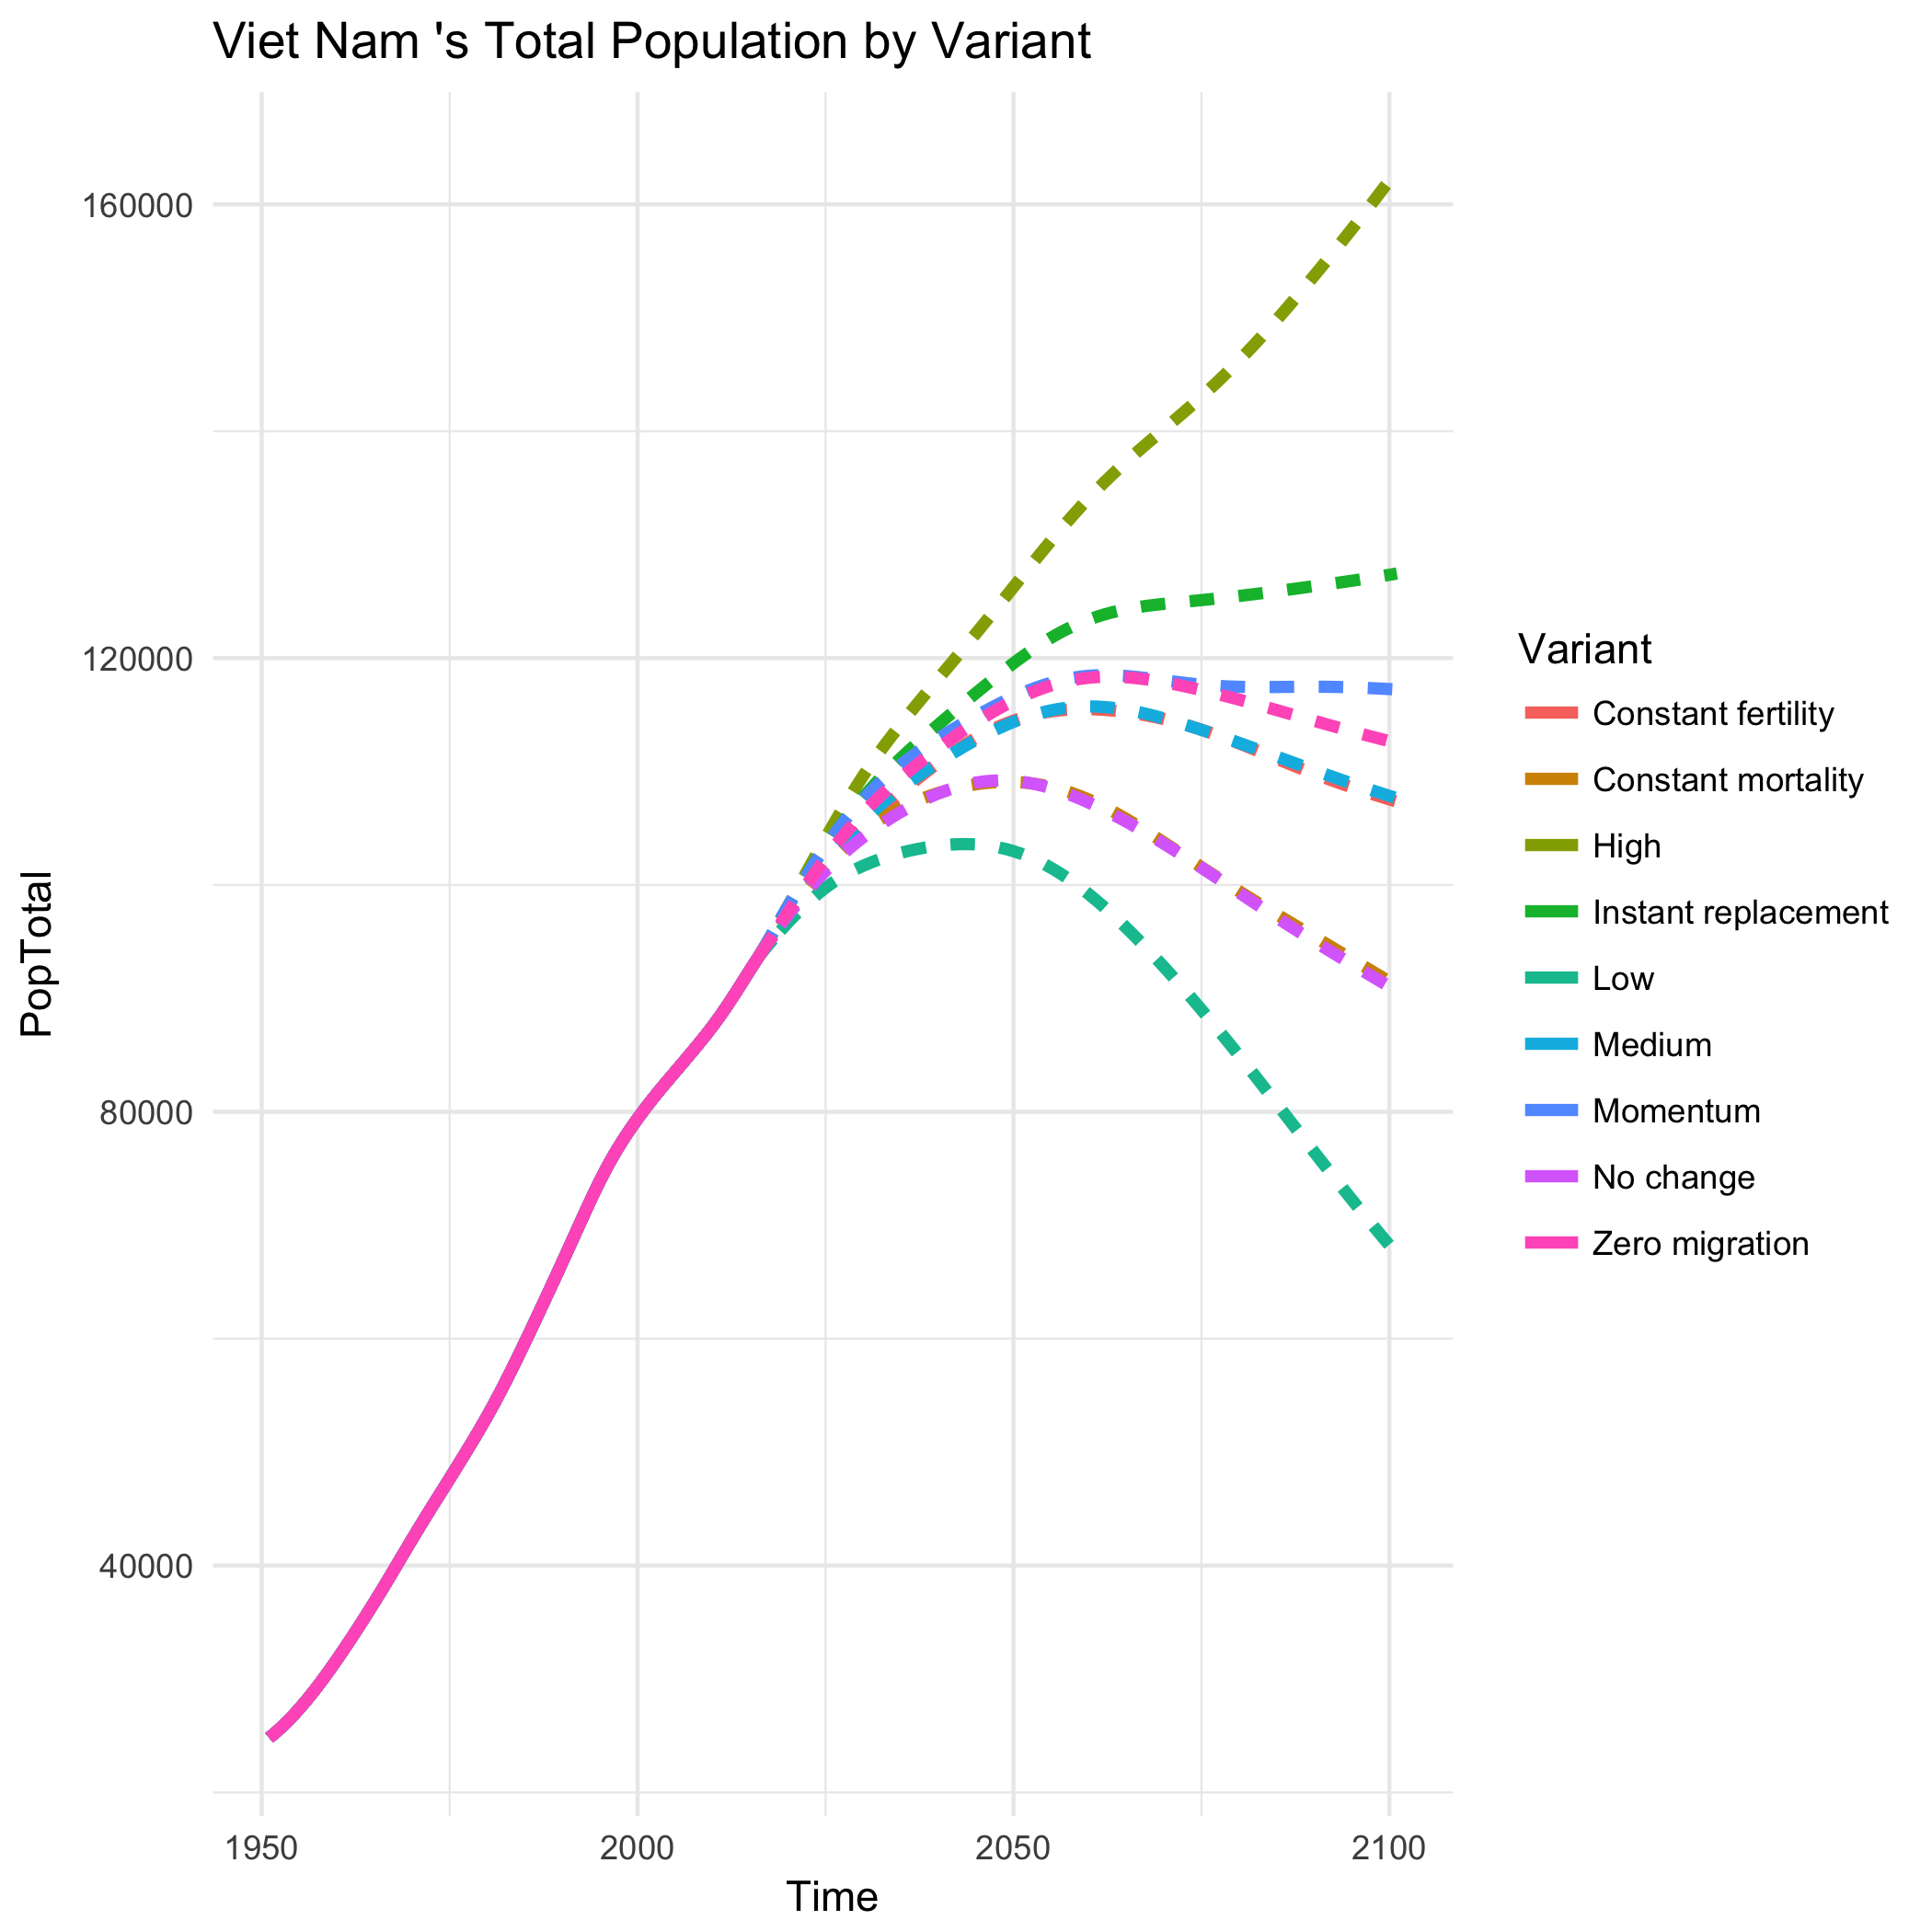 Viet Nam 's Total Population by Variant
160000
120000
80000
40000
PopTotal
1950 2000 2050 2100
Time
Variant
Constant fertility
Constant mortality
High
Instant replacement
Low
Medium
Momentum
No change
Zero migration